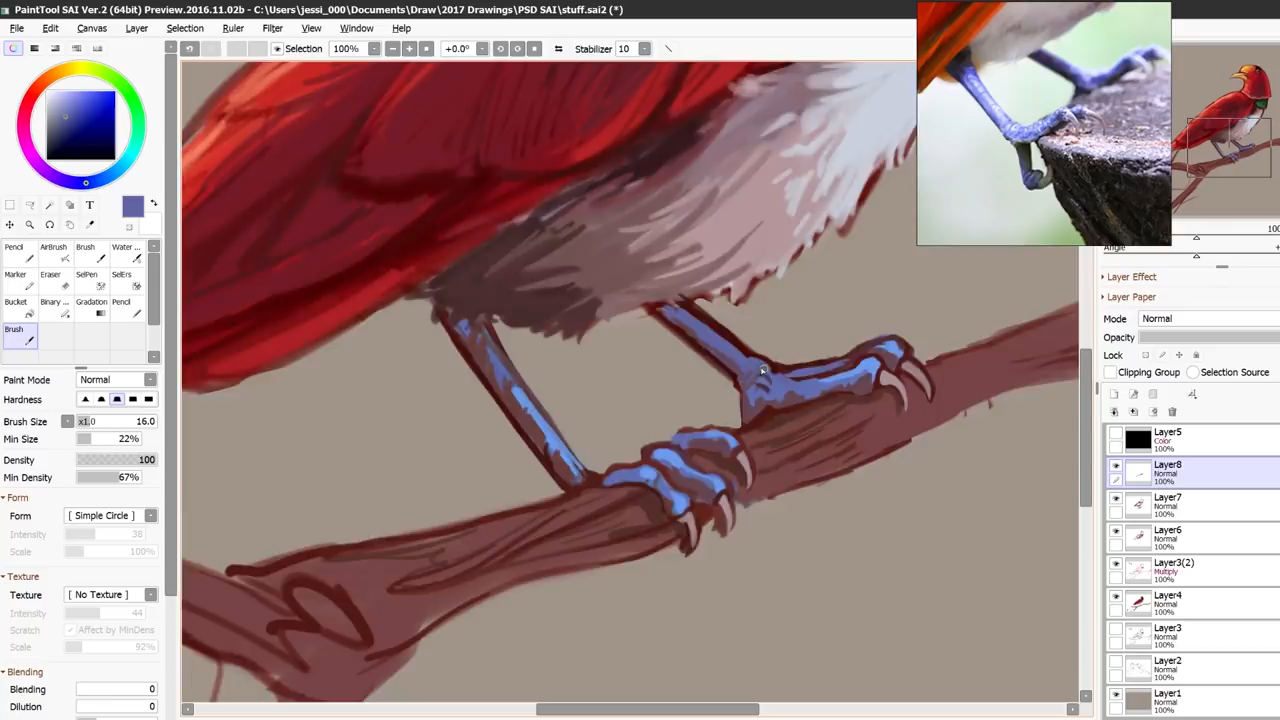 PaintTool SAI Ver.2 (64bit) Preview.2016.11.02b - C:\Users\jessi_000\Documents\Draw\2017 Drawings\PSD SAI\stuff.sai2 (*)
File Edit Canvas Layer Selection Ruler Filter View Window Help
Selection 100% +0.0° Stabilizer 10
T
Pencil AirBrush Brush Water ...
Marker Eraser SelPen SelErs
Bucket Binary ... Gradation Pencil
Brush
Paint Mode Normal
Hardness
Brush Size x1.0 16.0
Min Size 22%
Density 100
Min Density 67%
Form
Form [ Simple Circle ]
Intensity 38
Scale 100%
Texture
Texture [ No Texture ]
Intensity 44
Scratch Affect by MinDens
Scale 92%
Blending
Blending 0
Dilution 0
Angle
Layer Effect
Layer Paper
Mode Normal
Opacity
Lock
Clipping Group Selection Source
Layer5
Color
100%
Layer8
Normal
100%
Layer7
Normal
100%
Layer6
Normal
100%
Layer3(2)
Multiply
100%
Layer4
Normal
100%
Layer3
Normal
100%
Layer2
Normal
100%
Layer1
Normal
100%